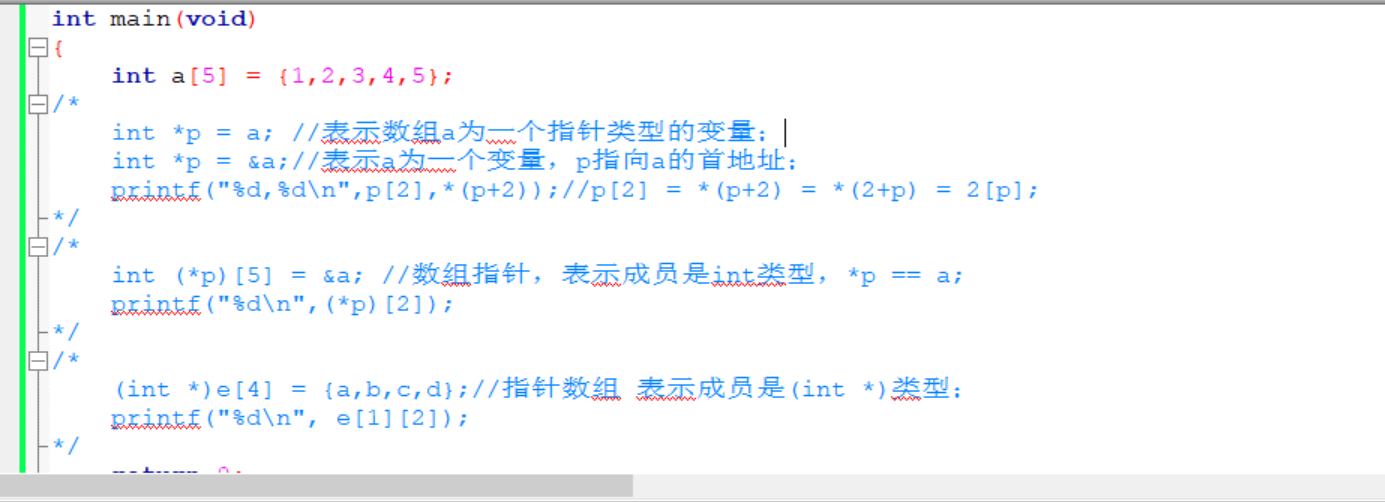 int main(void)
{
int a[5] = {1,2,3,4,5};
/*
int *p = a; //表示数组a为一个指针类型的变量;
int *p = &a;//表示a为一个变量，p指向a的首地址;
printf("%d,%d\n",p[2],*(p+2));//p[2] = *(p+2) = *(2+p) = 2[p];
*/
/*
int (*p)[5] = &a; //数组指针，表示成员是int类型，*p == a;
printf("%d\n",(*p)[2]);
*/
/*
(int *)e[4] = {a,b,c,d};//指针数组 表示成员是(int *)类型;
printf("%d\n", e[1][2]);
*/